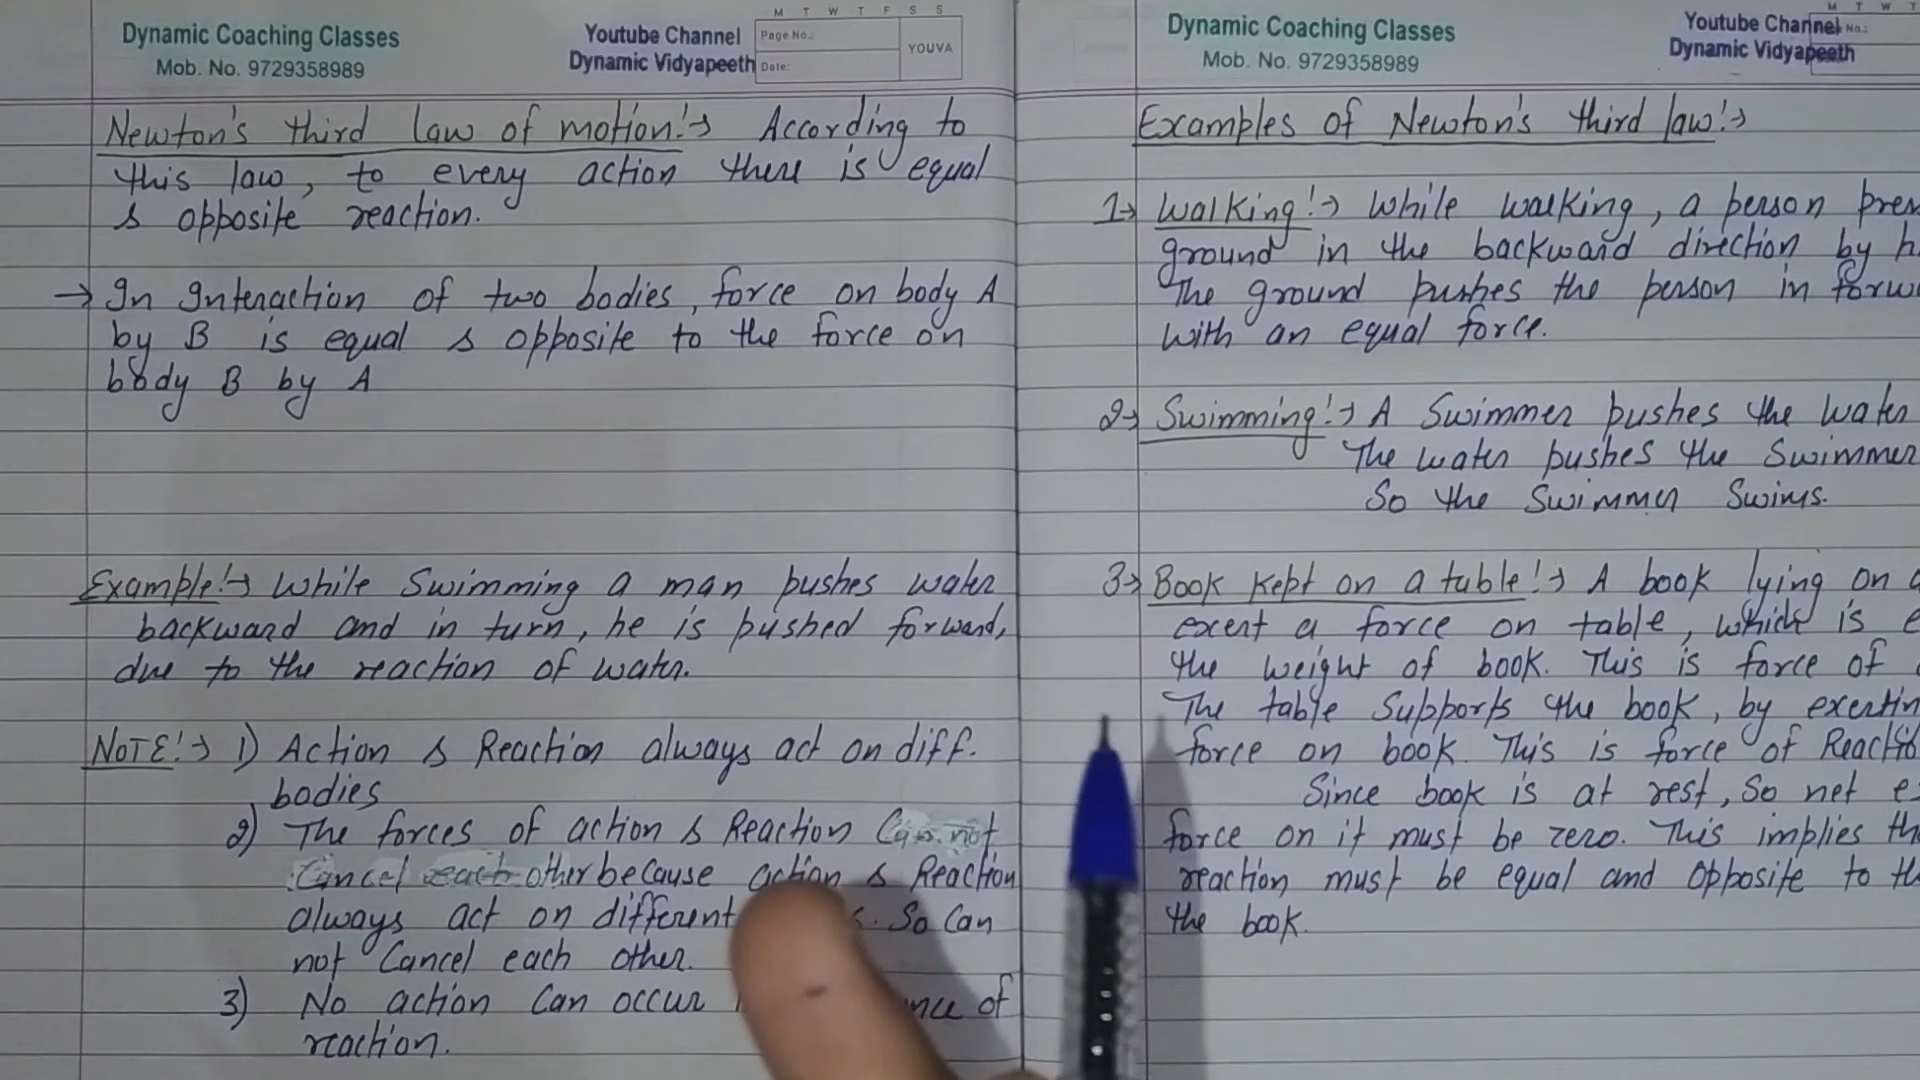 Dynamic Coaching Classes
Mob. No. 9729358989
Youtube Channel
Dynamic Vidyapeeth
M T W T F S S
Page No.:
Date:
YOUVA
Newton's third law of motion:→ According to
this law, to every action there is equal
& opposite reaction.
→ In Interaction of two bodies, force on body A
by B is equal & opposite to the force on
body B by A
Example:→ While Swimming a man pushes water
backward and in turn, he is pushed forward,
due to the reaction of water.
NOTE:→ 1) Action & Reaction always act on diff.
bodies
2) The forces of action & Reaction Can not
Cancel each other because action & Reaction
always act on different So Can
not Cancel each other.
3) No action Can occur of
reaction.
Dynamic Coaching Classes
Mob. No. 9729358989
Youtube Channel
Dynamic Vidyapeeth
M T W T
No.:
Examples of Newton's third law:→
1→ Walking:→ While walking, a person
ground in the backward direction by
The ground pushes the person in
with an equal force.
2→ Swimming:→ A Swimmer pushes the water
The water pushes the Swimmer
So the Swimmer Swims.
3→ Book kept on a table:→ A book lying on
exert a force on table, which is
the weight of book. This is force of
The table Supports the book, by
force on book. This is force of
Since book is at rest, So net
force on it must be zero. This implies
reaction must be equal and Opposite to
the book.